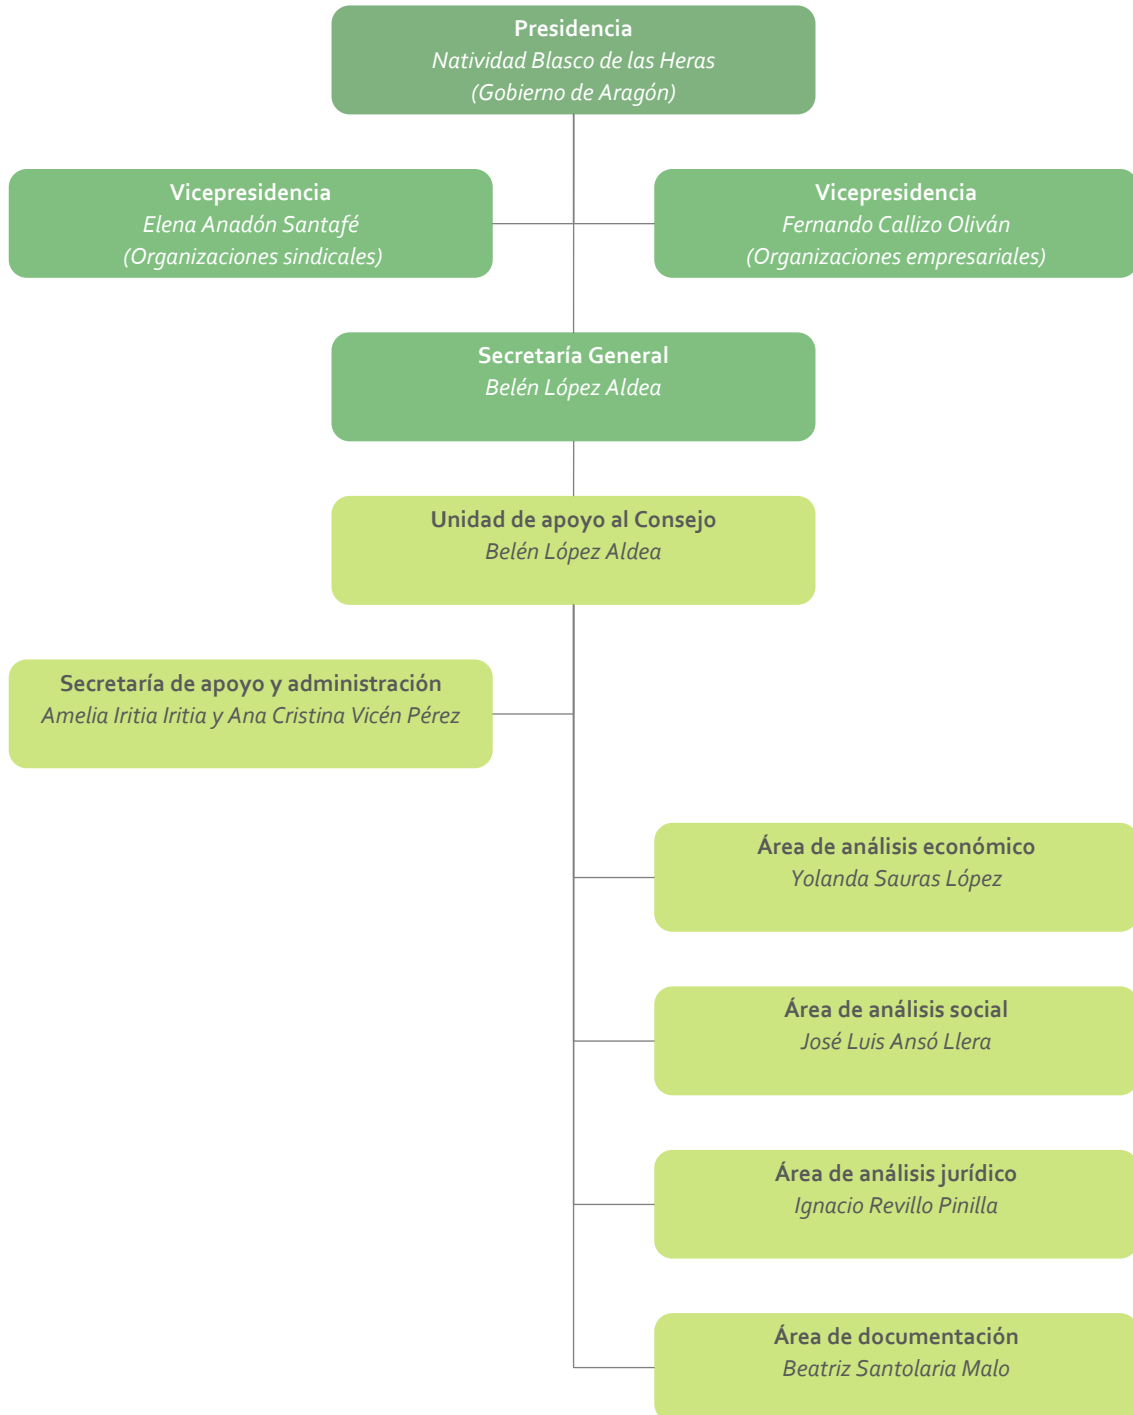 Presidencia
Natividad Blasco de las Heras
(Gobierno de Aragón)
Vicepresidencia
Elena Anadón Santafé
(Organizaciones sindicales)
Vicepresidencia
Fernando Callizo Oliván
(Organizaciones empresariales)
Secretaría General
Belén López Aldea
Unidad de apoyo al Consejo
Belén López Aldea
Secretaría de apoyo y administración
Amelia Iritia Iritia y Ana Cristina Vicén Pérez
Área de análisis económico
Yolanda Sauras López
Área de análisis social
José Luis Ansó Llera
Área de análisis jurídico
Ignacio Revillo Pinilla
Área de documentación
Beatriz Santolaria Malo